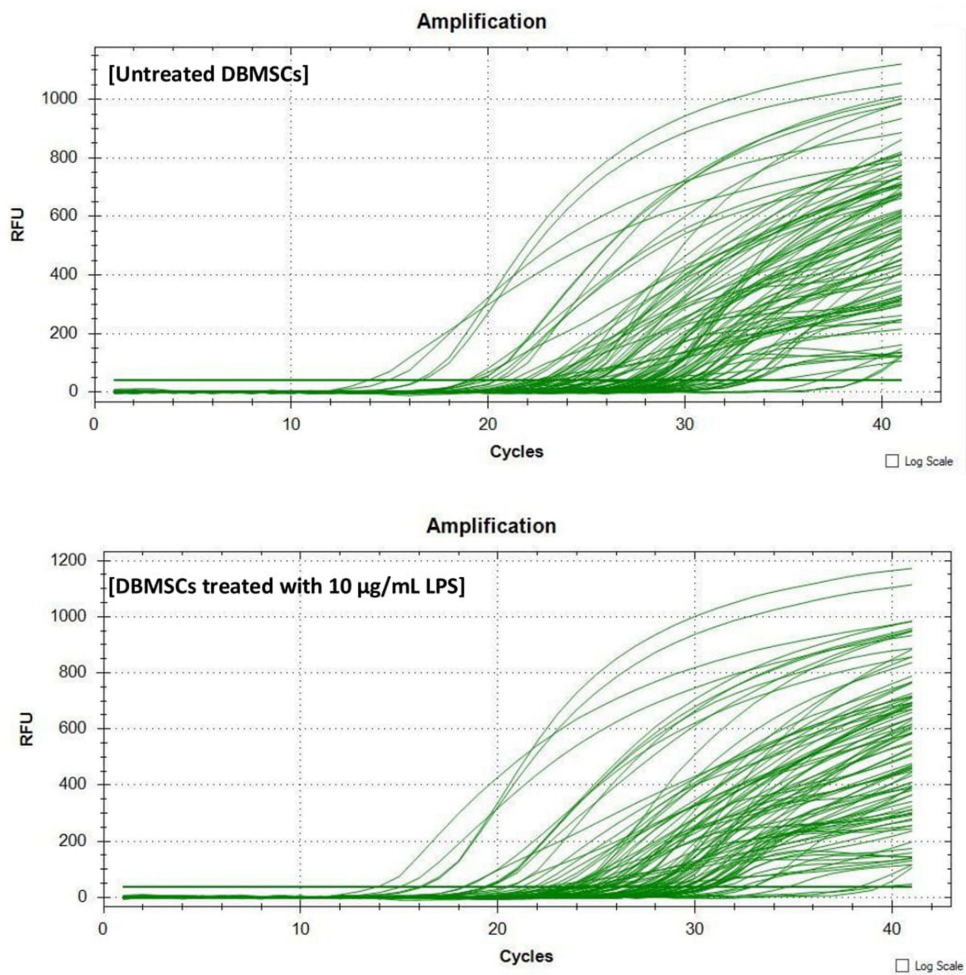 Amplification
[Untreated DBMSCs]
1000
800
600
400
200
0
RFU
0 10 20 30 40
Cycles
Log Scale
Amplification
1200
[DBMSCs treated with 10 µg/mL LPS]
1000
800
600
400
200
0
RFU
0 10 20 30 40
Cycles
Log Scale